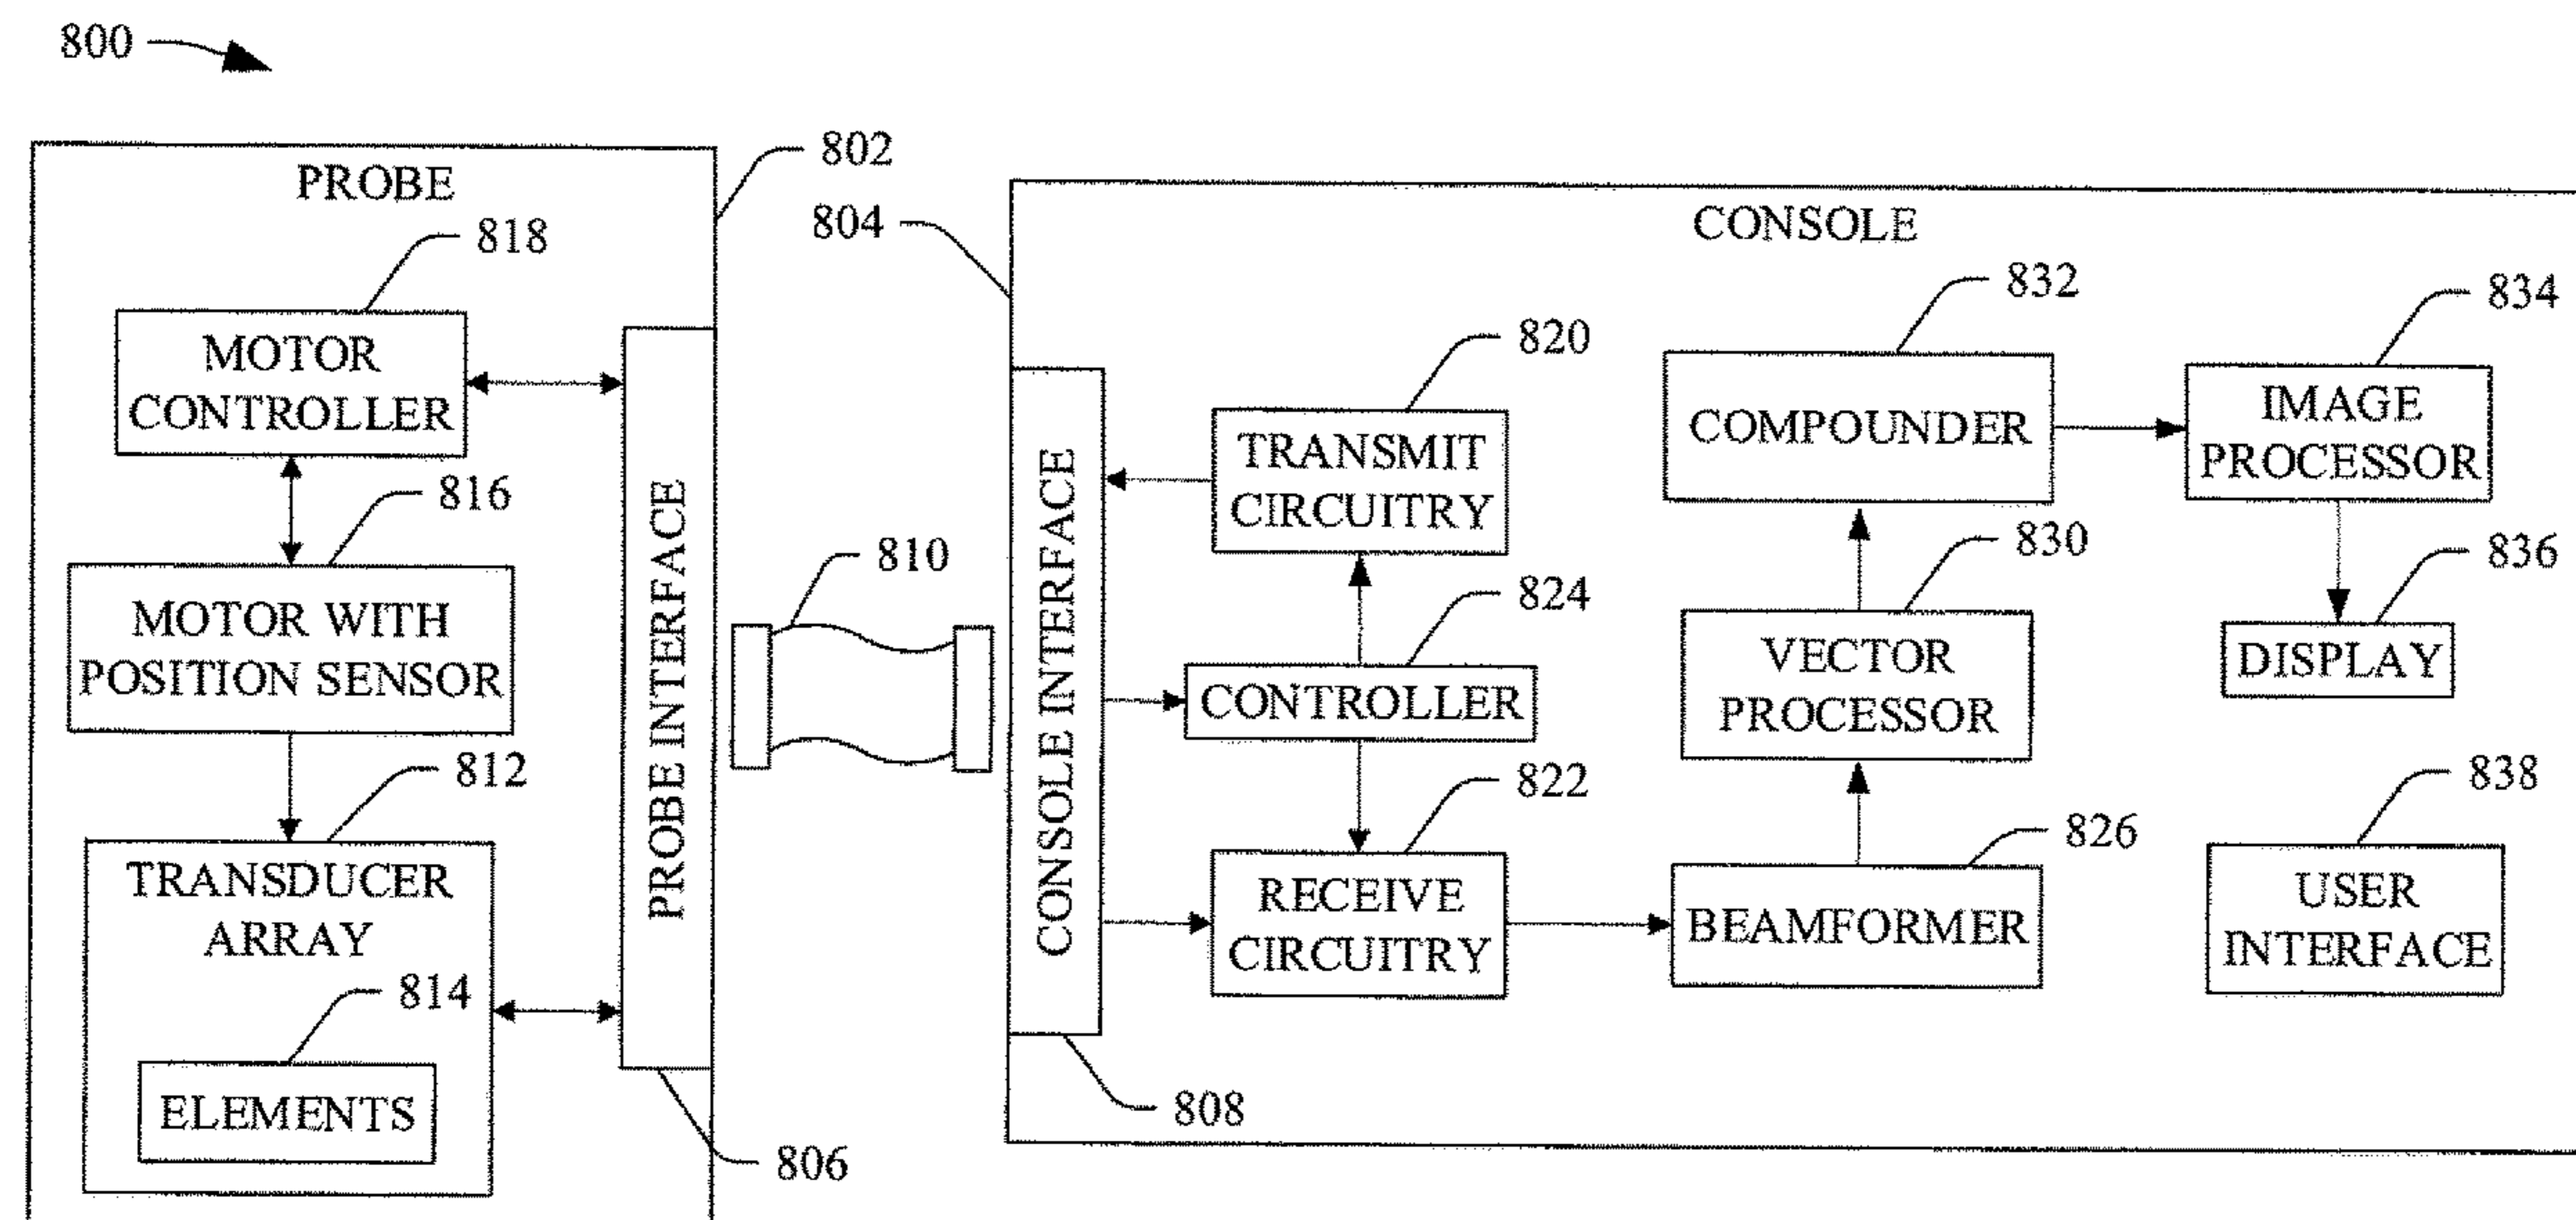 800
802
PROBE
818
MOTOR
CONTROLLER
816
MOTOR WITH
POSITION SENSOR
812
TRANSDUCER
ARRAY
814
ELEMENTS
PROBE INTERFACE
806
810
804
CONSOLE
CONSOLE INTERFACE
808
820
TRANSMIT
CIRCUITRY
824
CONTROLLER
822
RECEIVE
CIRCUITRY
832
COMPOUNDER
830
VECTOR
PROCESSOR
826
BEAMFORMER
834
IMAGE
PROCESSOR
836
DISPLAY
838
USER
INTERFACE